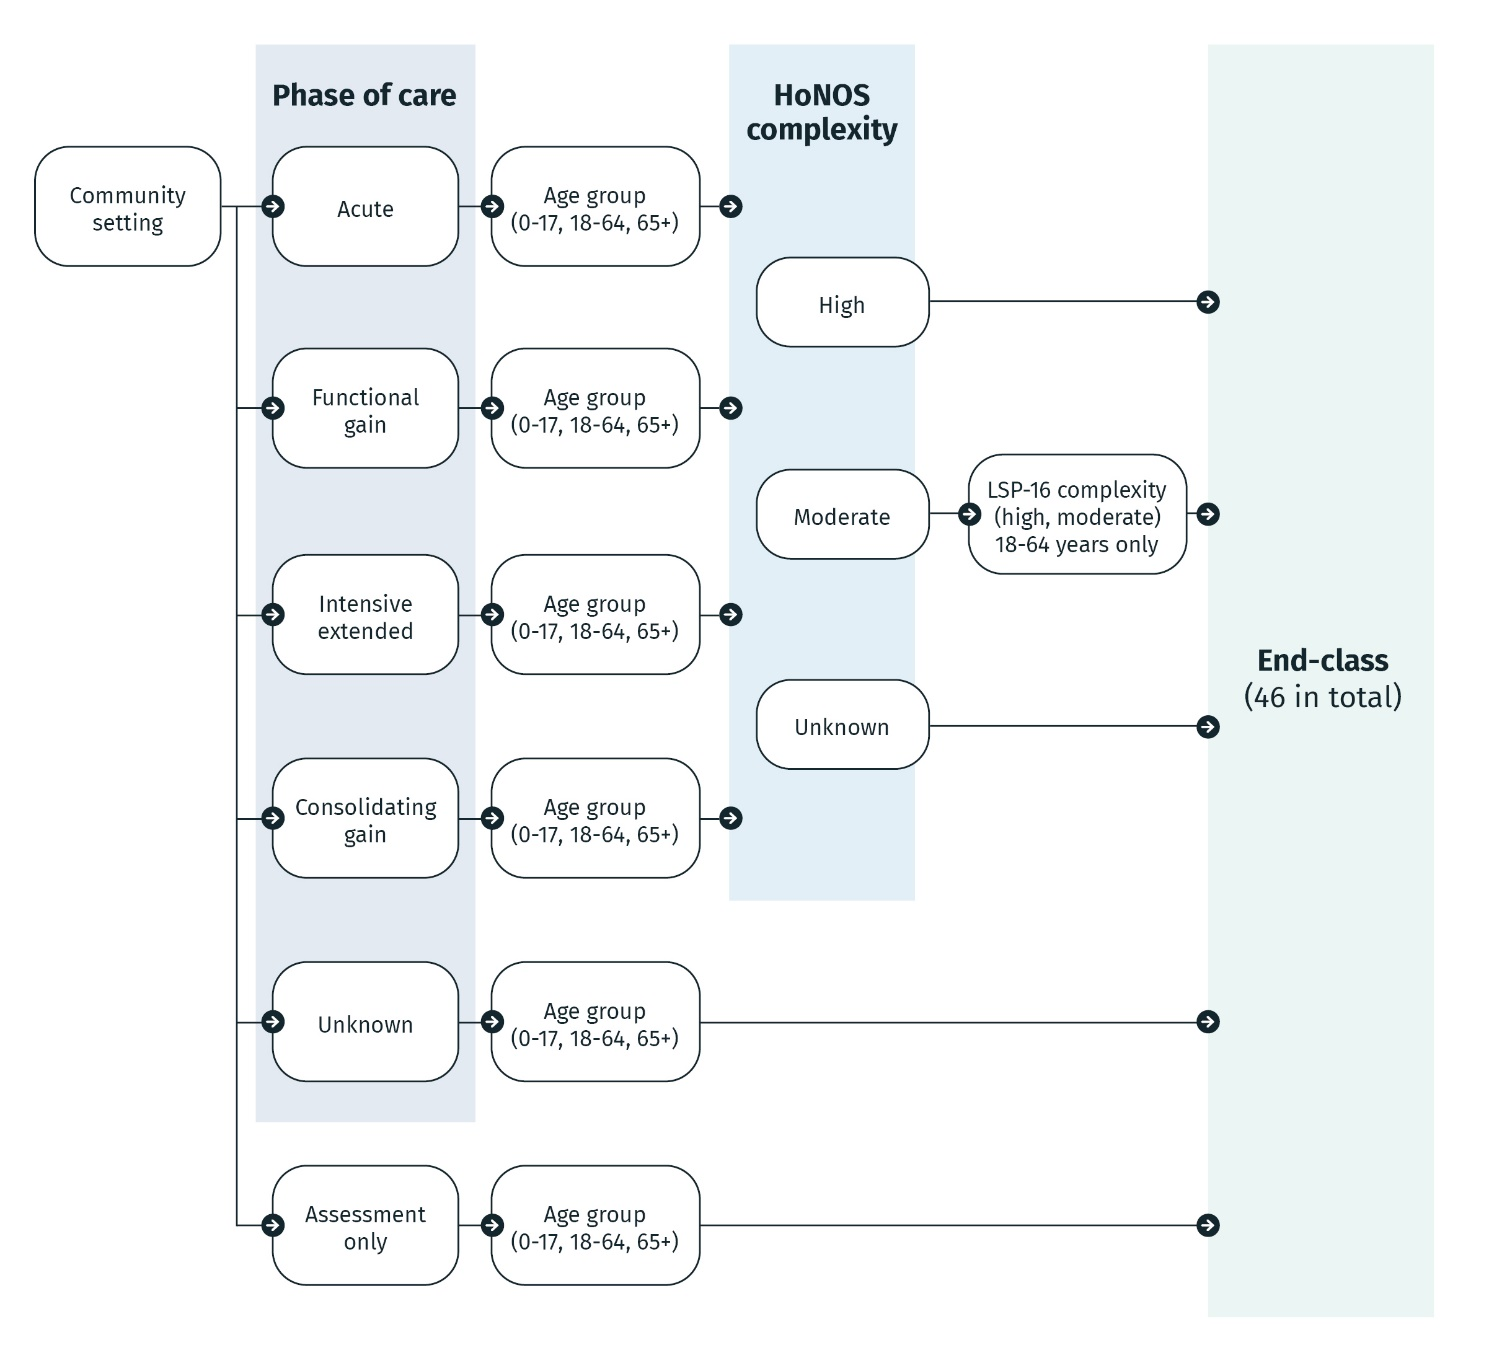 Phase of care
HoNOS
complexity
Community
setting
Acute
Age group
(0-17, 18-64, 65+)
High
Functional
gain
Age group
(0-17, 18-64, 65+)
Moderate
LSP-16 complexity
(high, moderate)
18-64 years only
Intensive
extended
Age group
(0-17, 18-64, 65+)
End-class
(46 in total)
Unknown
Consolidating
gain
Age group
(0-17, 18-64, 65+)
Unknown
Age group
(0-17, 18-64, 65+)
Assessment
only
Age group
(0-17, 18-64, 65+)